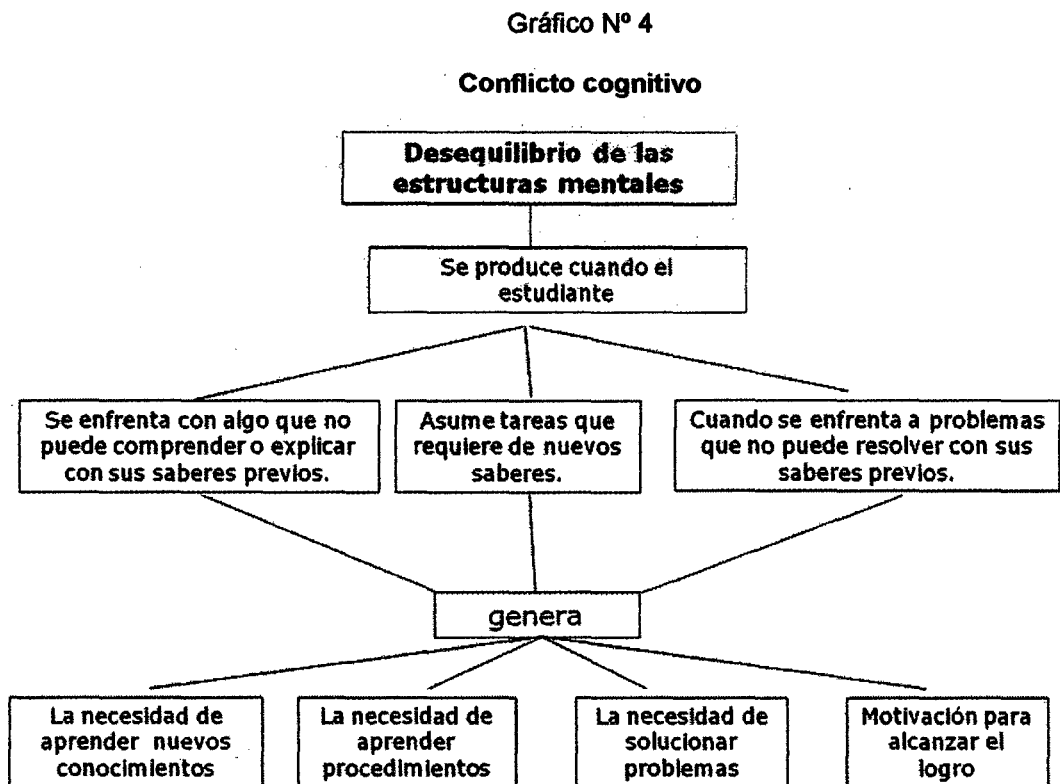 Gráfico Nº 4
Conflicto cognitivo
Desequilibrio de las
estructuras mentales
Se produce cuando el
estudiante
Se enfrenta con algo que no
puede comprender o explicar
con sus saberes previos.
Asume tareas que
requiere de nuevos
saberes.
Cuando se enfrenta a problemas
que no puede resolver con sus
saberes previos.
genera
La necesidad de
aprender nuevos
conocimientos
La necesidad de
aprender
procedimientos
La necesidad de
solucionar
problemas
Motivación para
alcanzar el
logro